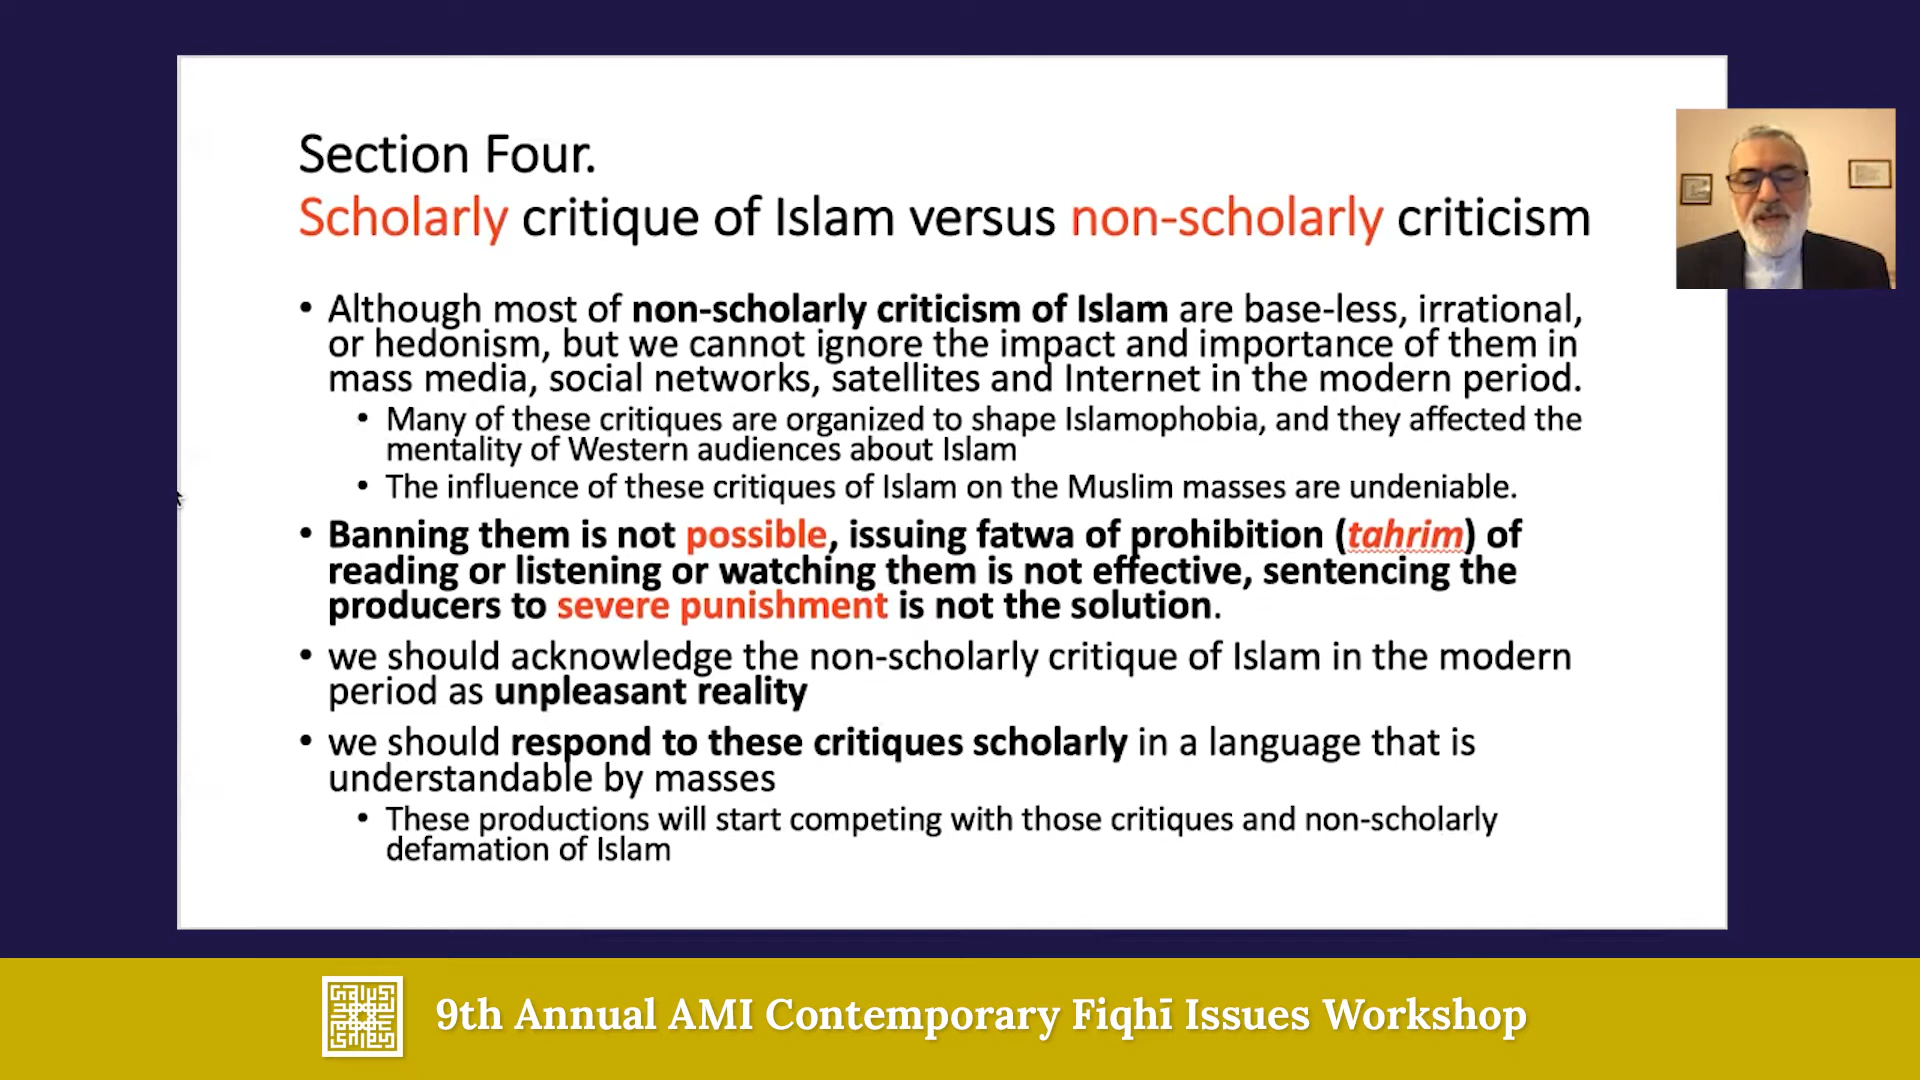 Section Four.
Scholarly critique of Islam versus non-scholarly criticism
• Although most of non-scholarly criticism of Islam are base-less, irrational,
or hedonism, but we cannot ignore the impact and importance of them in
mass media, social networks, satellites and Internet in the modern period.
• Many of these critiques are organized to shape Islamophobia, and they affected the
mentality of Western audiences about Islam
• The influence of these critiques of Islam on the Muslim masses are undeniable.
• Banning them is not possible, issuing fatwa of prohibition (tahrim) of
reading or listening or watching them is not effective, sentencing the
producers to severe punishment is not the solution.
• we should acknowledge the non-scholarly critique of Islam in the modern
period as unpleasant reality
• we should respond to these critiques scholarly in a language that is
understandable by masses
• These productions will start competing with those critiques and non-scholarly
defamation of Islam
9th Annual AMI Contemporary Fiqhī Issues Workshop